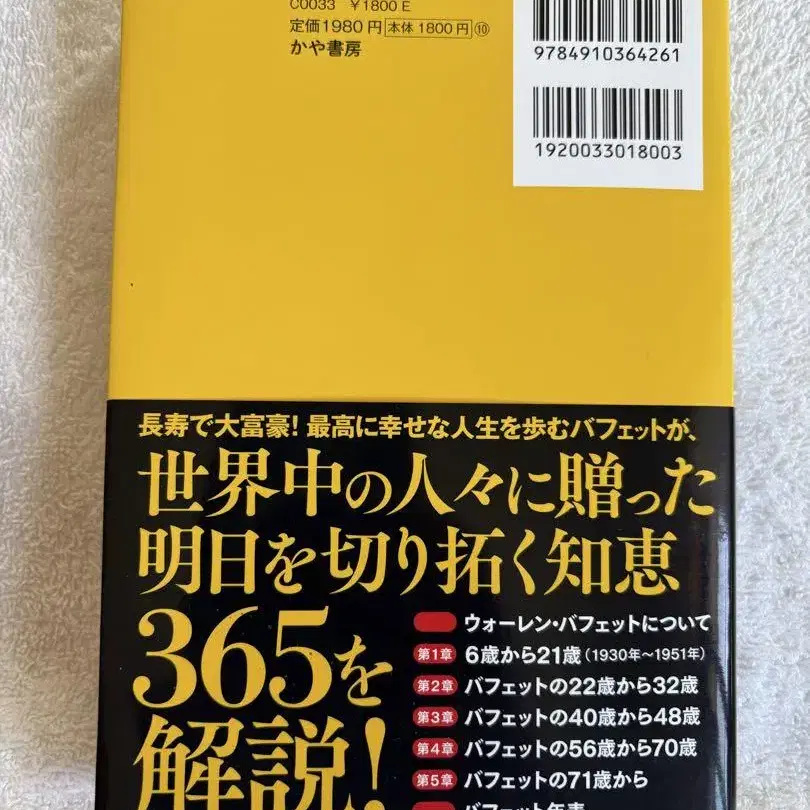 C0033 ￥1800E
定価1980円 本体1800円 ⑩
かや書房
9784910364261
1920033018003
長寿で大富豪！最高に幸せな人生を歩むバフェットが、
世界中の人々に贈った
明日を切り拓く知恵
365を
解説！
ウォーレン・バフェットについて
第1章 6歳から21歳（1930年～1951年）
第2章 バフェットの22歳から32歳
第3章 バフェットの40歳から48歳
第4章 バフェットの56歳から70歳
第5章 バフェットの71歳から
バフェット年表